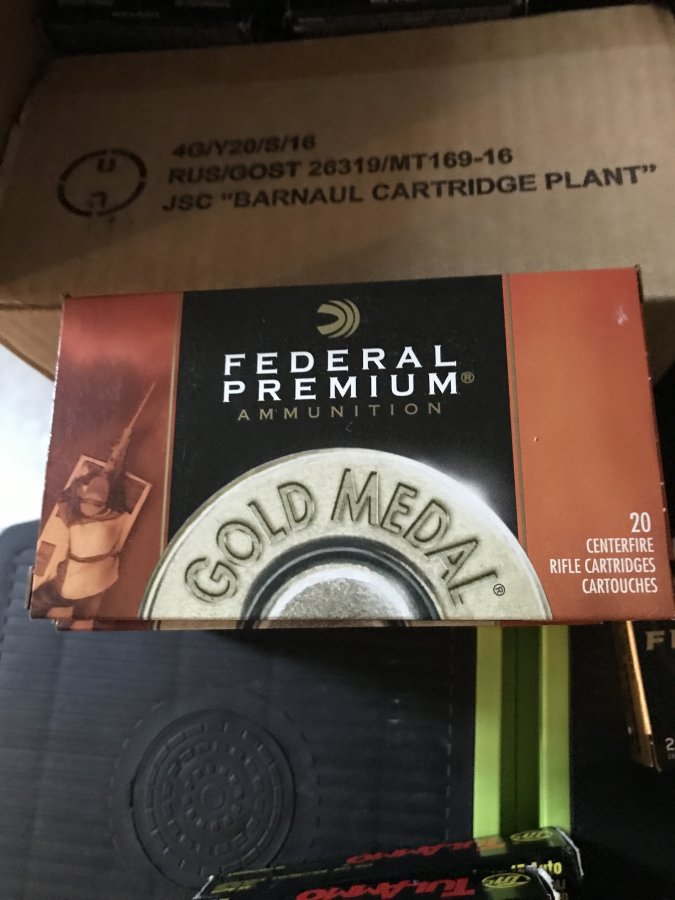 4G/Y20/S/16
RUS/GOST 26319/MT169-16
JSC "BARNAUL CARTRIDGE PLANT"
FEDERAL
PREMIUM®
AMMUNITION
GOLD MEDAL®
20
CENTERFIRE
RIFLE CARTRIDGES
CARTOUCHES
TULAMMO
TULAMMO